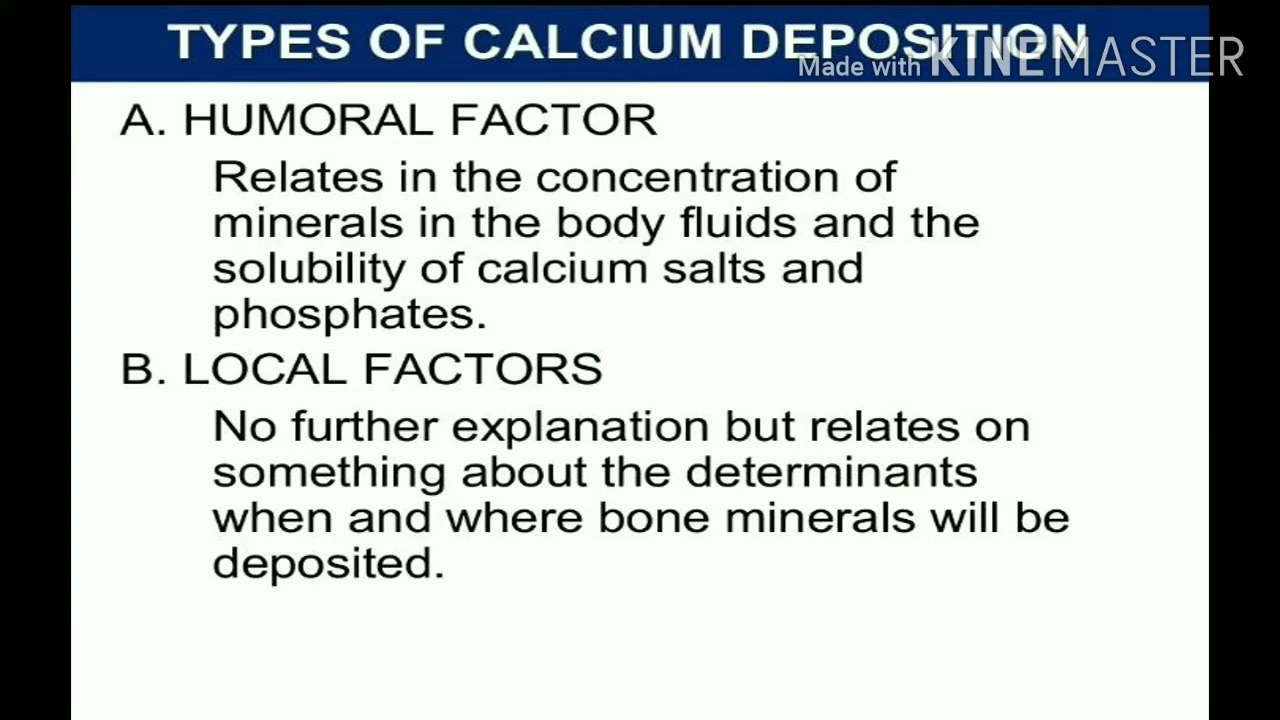 TYPES OF CALCIUM DEPOSITION
Made with KINEMASTER
A. HUMORAL FACTOR
Relates in the concentration of
minerals in the body fluids and the
solubility of calcium salts and
phosphates.
B. LOCAL FACTORS
No further explanation but relates on
something about the determinants
when and where bone minerals will be
deposited.